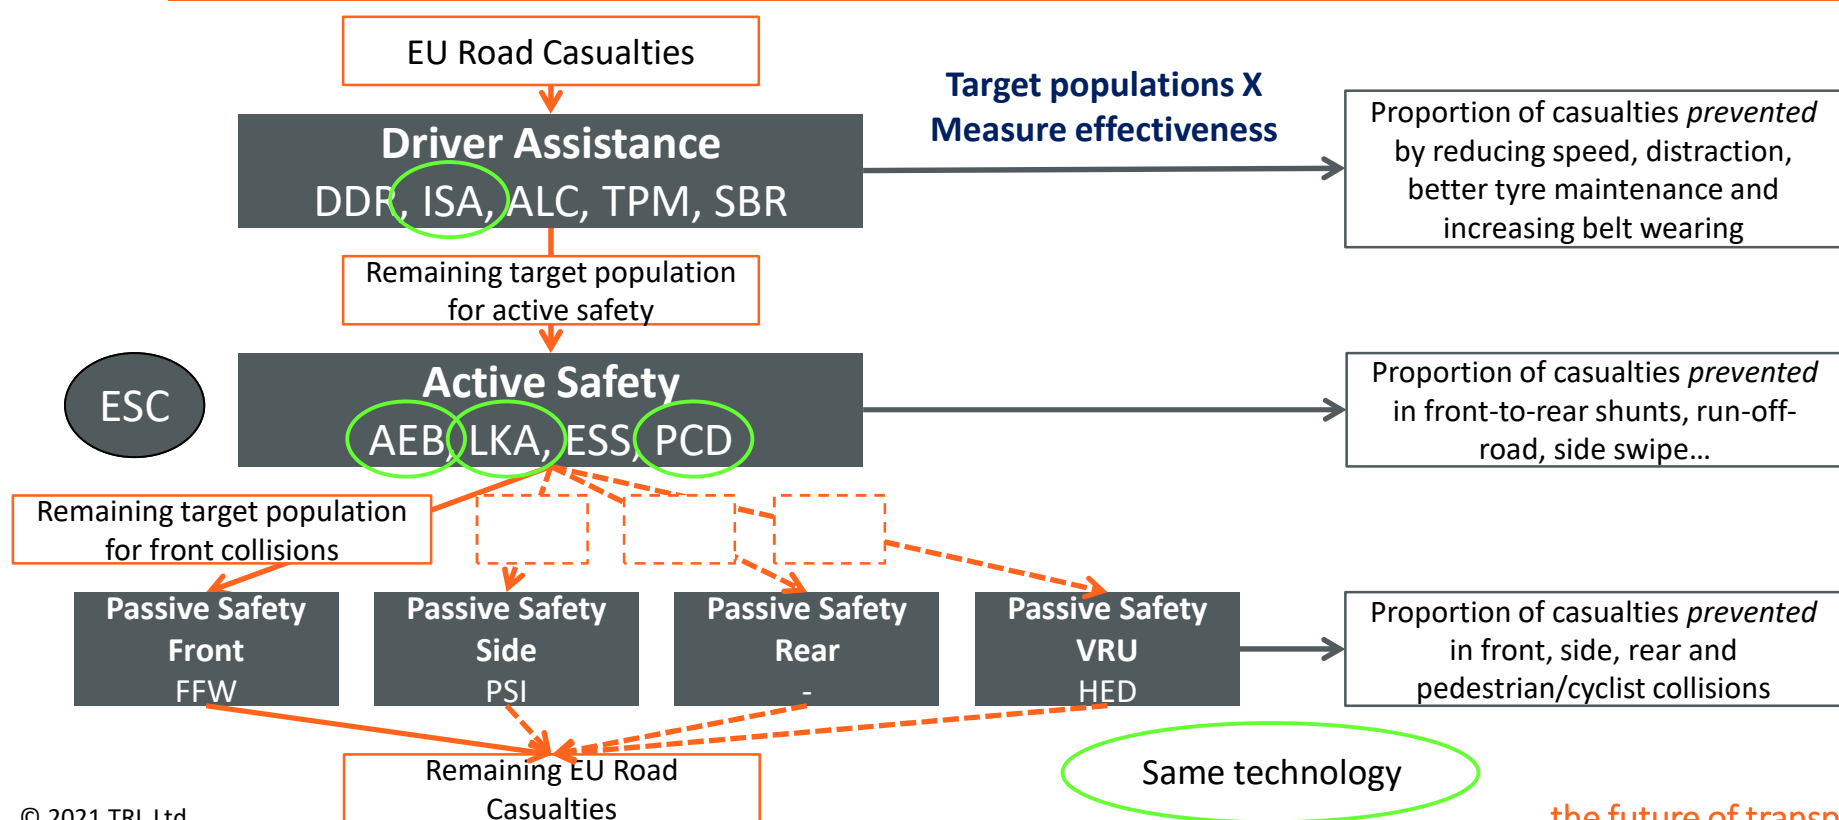 EU Road Casualties
Target populations X
Measure effectiveness
Driver Assistance
DDR, ISA, ALC, TPM, SBR
Proportion of casualties prevented
by reducing speed, distraction,
better tyre maintenance and
increasing belt wearing
Remaining target population
for active safety
ESC
Active Safety
AEB, LKA, ESS, PCD
Proportion of casualties prevented
in front-to-rear shunts, run-off-
road, side swipe...
Remaining target population
for front collisions
Passive Safety
Front
FFW
Passive Safety
Side
PSI
Passive Safety
Rear
-
Passive Safety
VRU
HED
Proportion of casualties prevented
in front, side, rear and
pedestrian/cyclist collisions
Remaining EU Road
Casualties
Same technology
© 2021 TRL Ltd
the future of